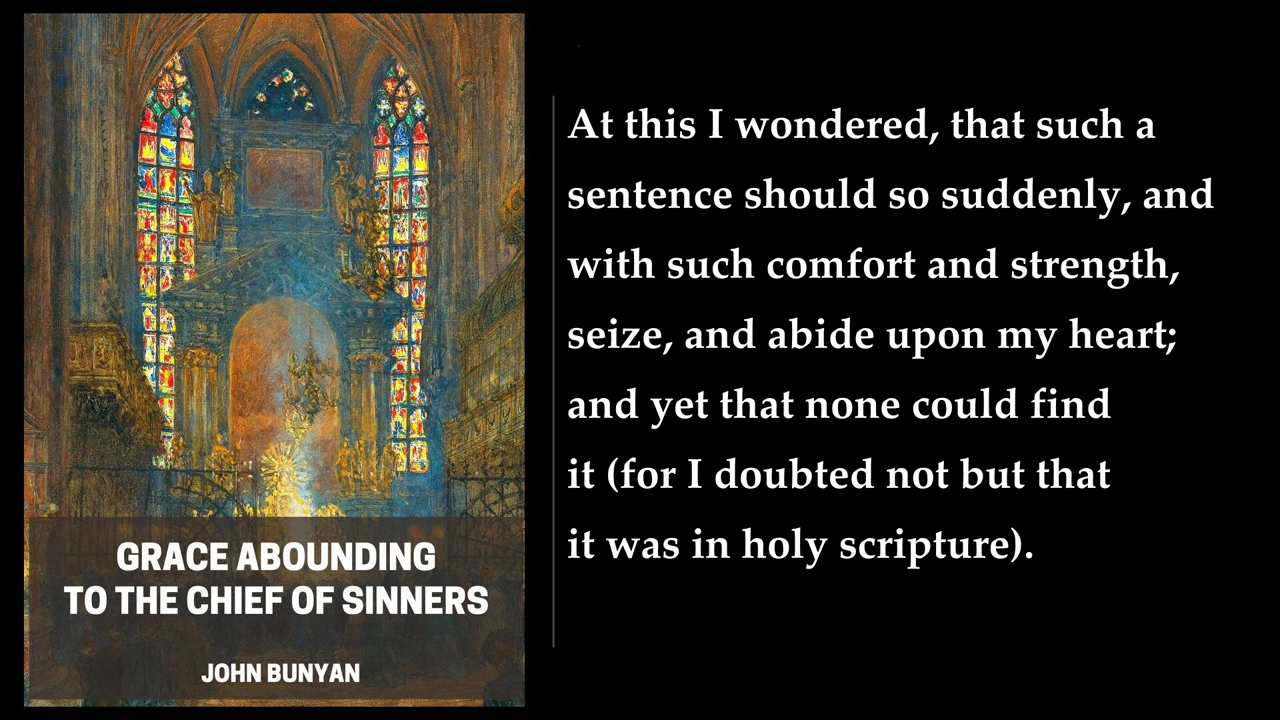 GRACE ABOUNDING
TO THE CHIEF OF SINNERS
JOHN BUNYAN
At this I wondered, that such a
sentence should so suddenly, and
with such comfort and strength,
seize, and abide upon my heart;
and yet that none could find
it (for I doubted not but that
it was in holy scripture).